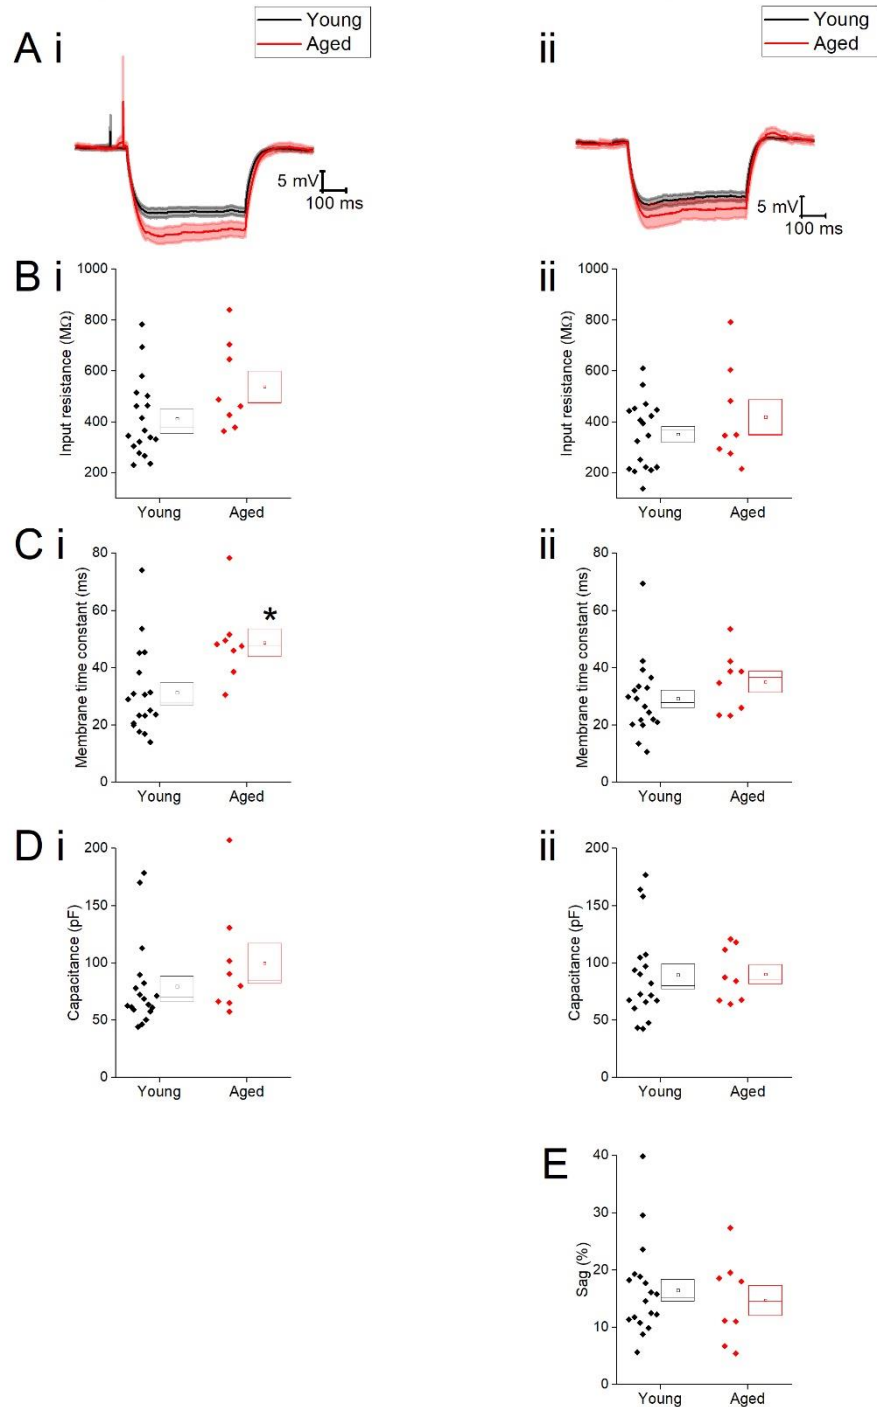 A i
Young
Aged
5 mV
100 ms
ii
Young
Aged
5 mV
100 ms
B i
Input resistance (MΩ)
1000
800
600
400
200
Young Aged
ii
Input resistance (MΩ)
1000
800
600
400
200
Young Aged
C i
Membrane time constant (ms)
80
60
40
20
0
*
Young Aged
ii
Membrane time constant (ms)
80
60
40
20
0
Young Aged
D i
Capacitance (pF)
200
150
100
50
0
Young Aged
ii
Capacitance (pF)
200
150
100
50
0
Young Aged
E
Sag (%)
40
30
20
10
0
Young Aged